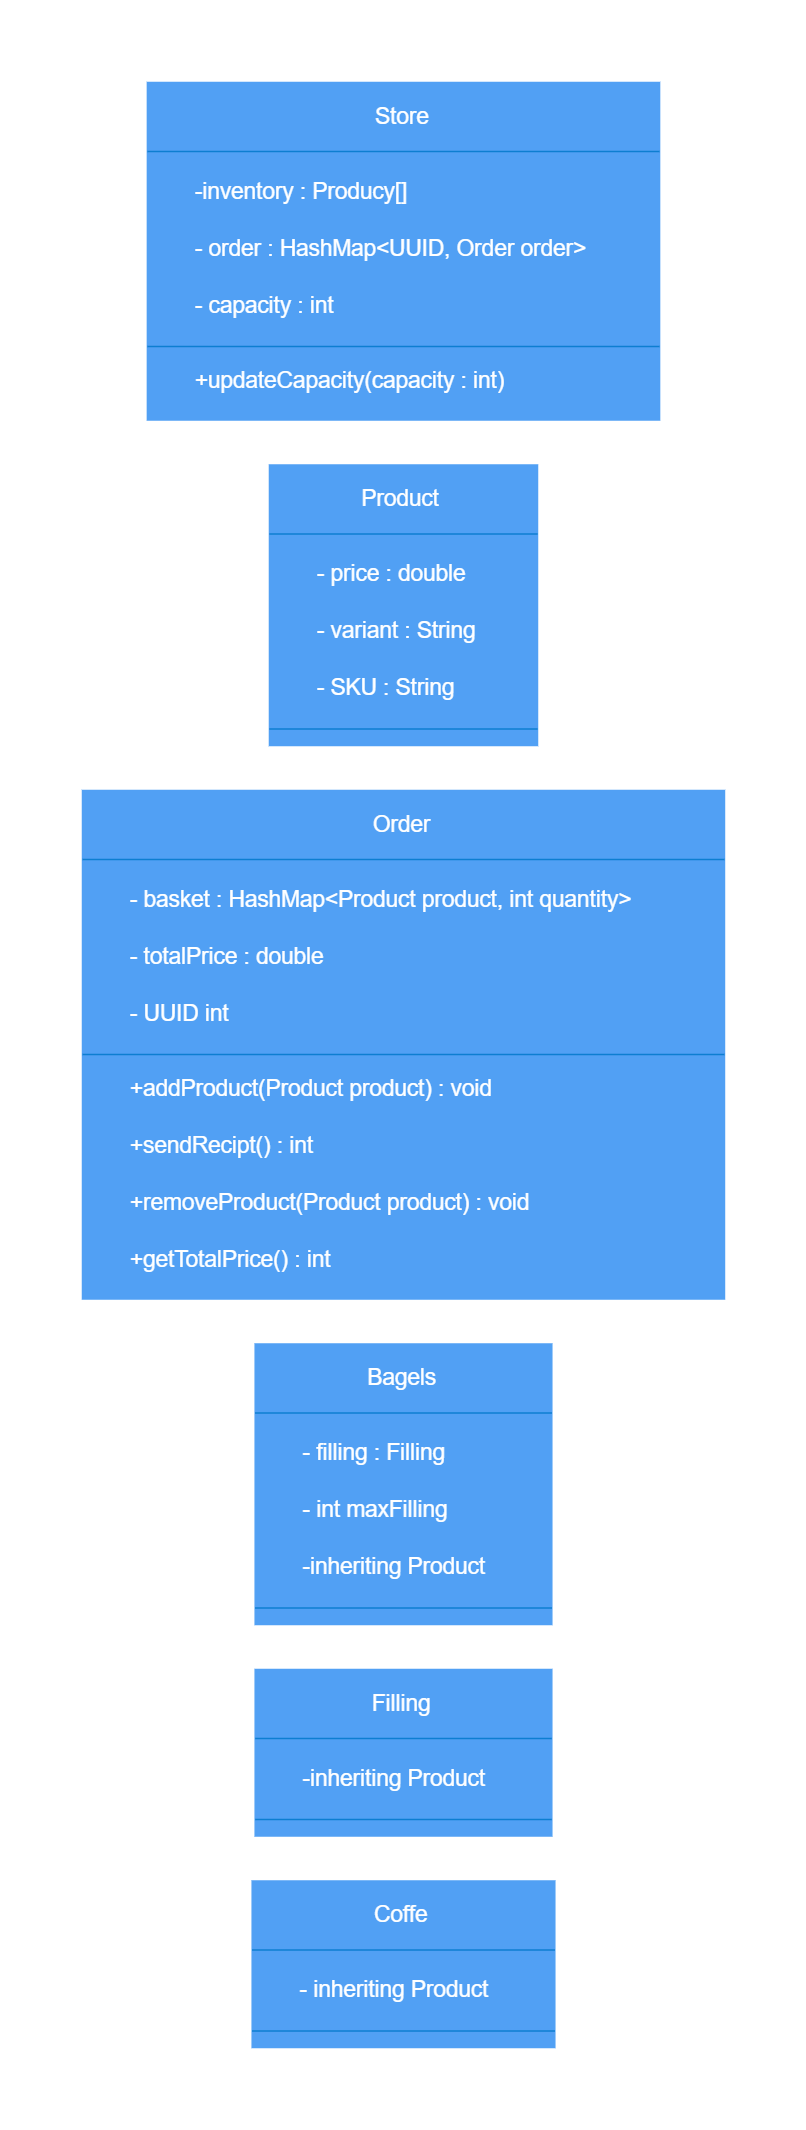 Store
-inventory : Producy[]
- order : HashMap<UUID, Order order>
- capacity : int
+updateCapacity(capacity : int)
Product
- price : double
- variant : String
- SKU : String
Order
- basket : HashMap<Product product, int quantity>
- totalPrice : double
- UUID int
+addProduct(Product product) : void
+sendRecipt() : int
+removeProduct(Product product) : void
+getTotalPrice() : int
Bagels
- filling : Filling
- int maxFilling
-inheriting Product
Filling
-inheriting Product
Coffe
- inheriting Product